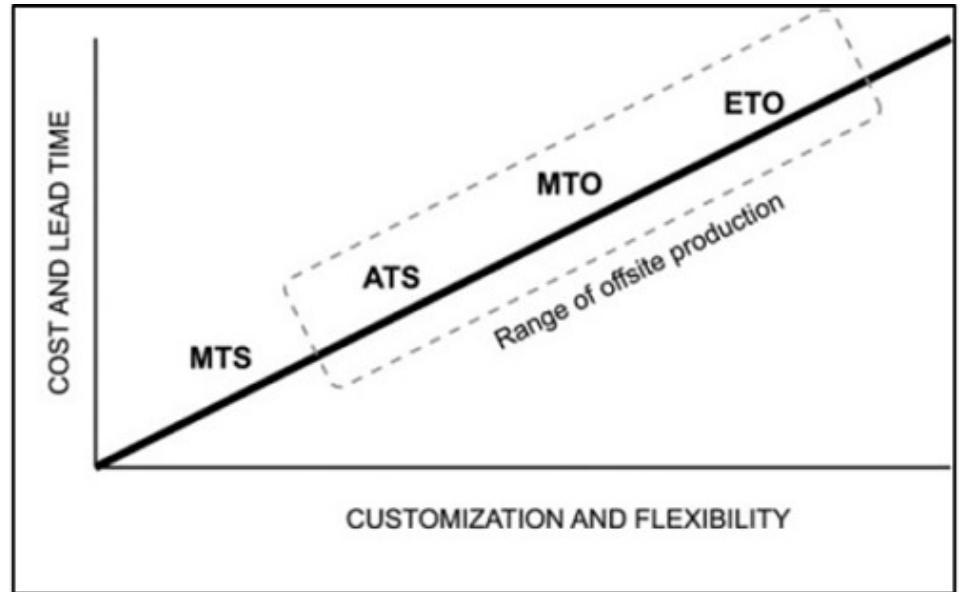 COST AND LEAD TIME
ETO
MTO
ATS
MTS
Range of offsite production
CUSTOMIZATION AND FLEXIBILITY